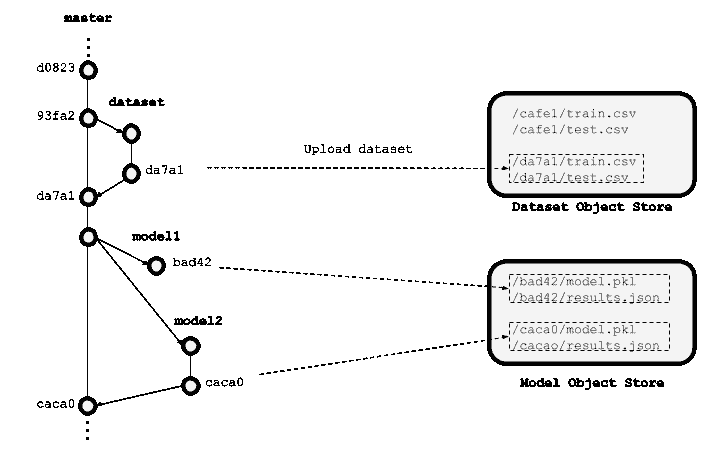 master
d0823
dataset
93fa2
/cafe1/train.csv
/cafe1/test.csv
Upload dataset
da7a1
/da7a1/train.csv
/da7a1/test.csv
da7a1
Dataset Object Store
model1
bad42
/bad42/model.pkl
/bad42/results.json
model2
/caca0/model.pkl
/cacao/results.json
caca0
Model Object Store
caca0